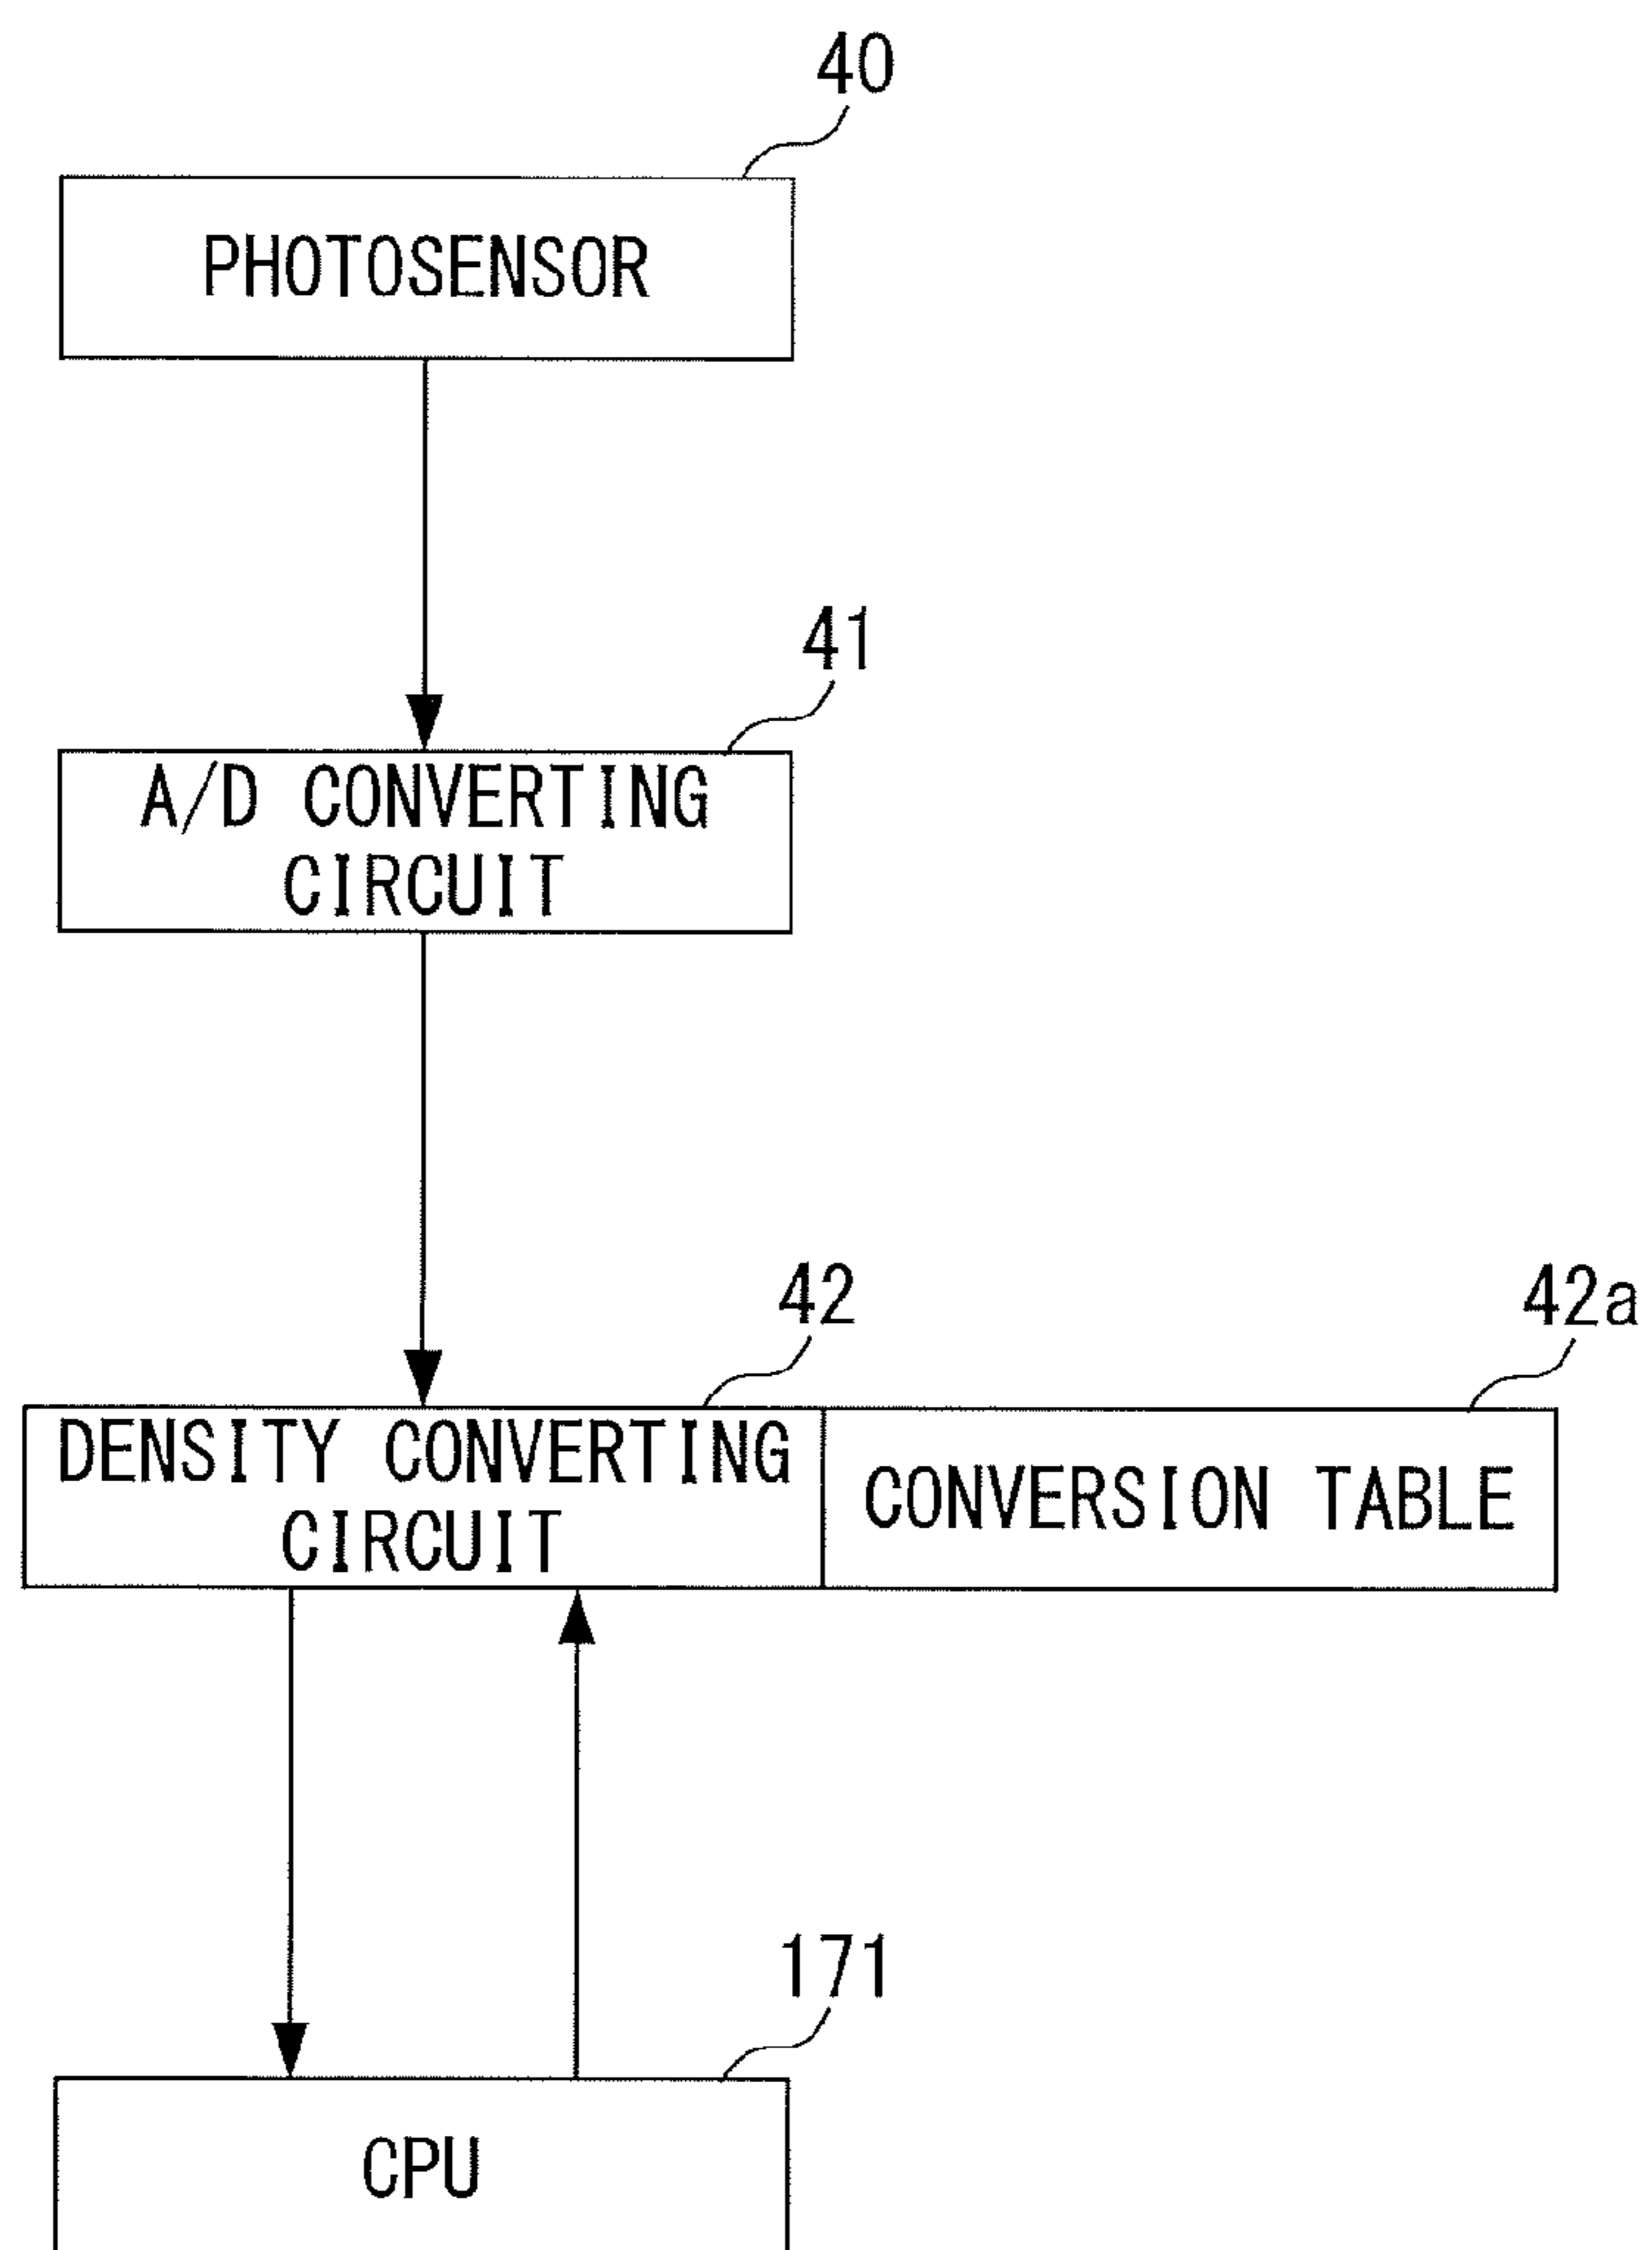 40
PHOTOSENSOR
41
A/D CONVERTING
CIRCUIT
42
42a
DENSITY CONVERTING
CIRCUIT
CONVERSION TABLE
171
CPU